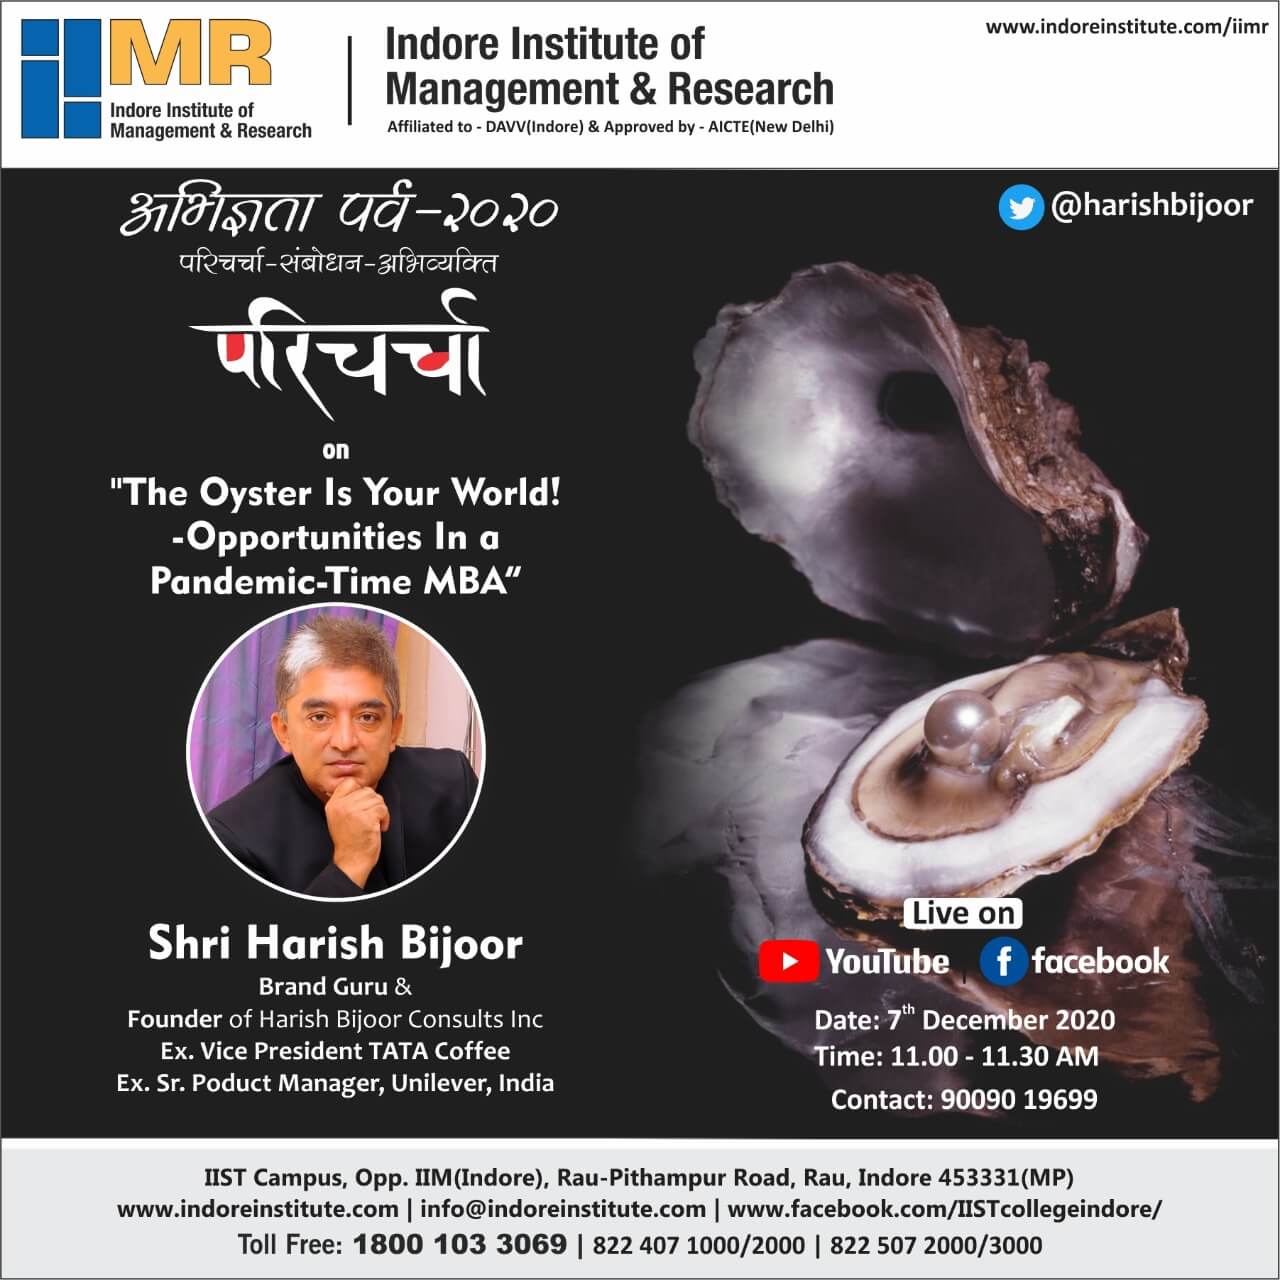 IIMR
Indore Institute of
Management & Research
Indore Institute of
Management & Research
Affiliated to - DAVV(Indore) & Approved by - AICTE(New Delhi)
www.indoreinstitute.com/iimr
अभिज्ञता पर्व-२०२०
परिचर्चा-संबोधन-अभिव्यक्ति
परिचर्चा
on
"The Oyster Is Your World!
-Opportunities In a
Pandemic-Time MBA“
@harishbijoor
Shri Harish Bijoor
Brand Guru &
Founder of Harish Bijoor Consults Inc
Ex. Vice President TATA Coffee
Ex. Sr. Poduct Manager, Unilever, India
Live on
YouTube | facebook
Date: 7th December 2020
Time: 11.00 - 11.30 AM
Contact: 90090 19699
IIST Campus, Opp. IIM(Indore), Rau-Pithampur Road, Rau, Indore 453331(MP)
www.indoreinstitute.com | info@indoreinstitute.com | www.facebook.com/IISTcollegeindore/
Toll Free: 1800 103 3069 | 822 407 1000/2000 | 822 507 2000/3000